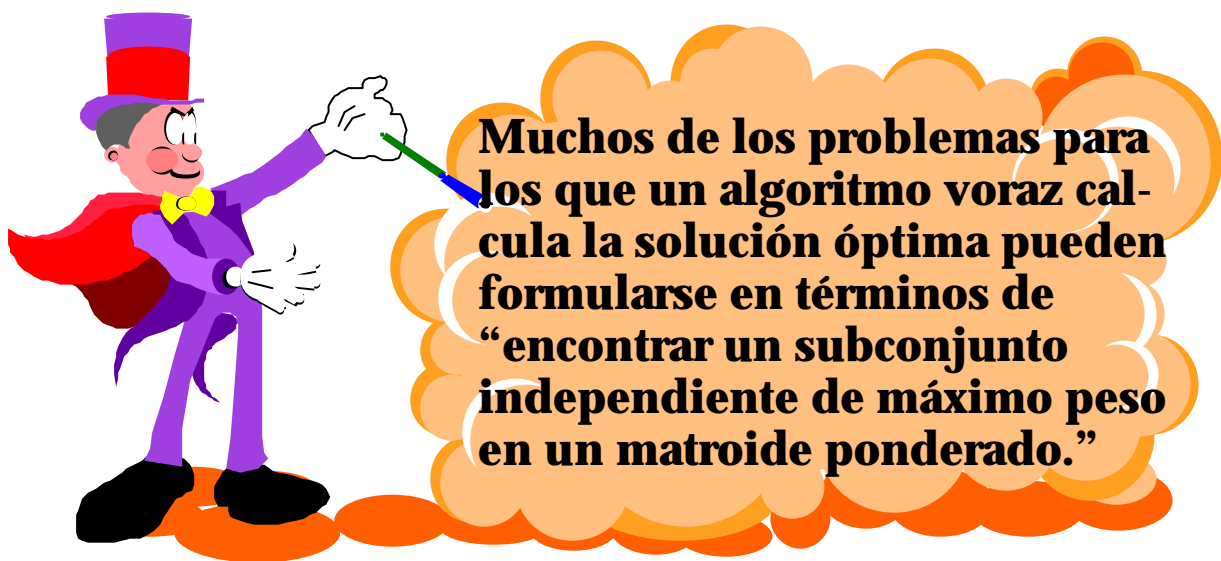 Muchos de los problemas para
los que un algoritmo voraz cal-
cula la solución óptima pueden
formularse en términos de
“encontrar un subconjunto
independiente de máximo peso
en un matroide ponderado.”